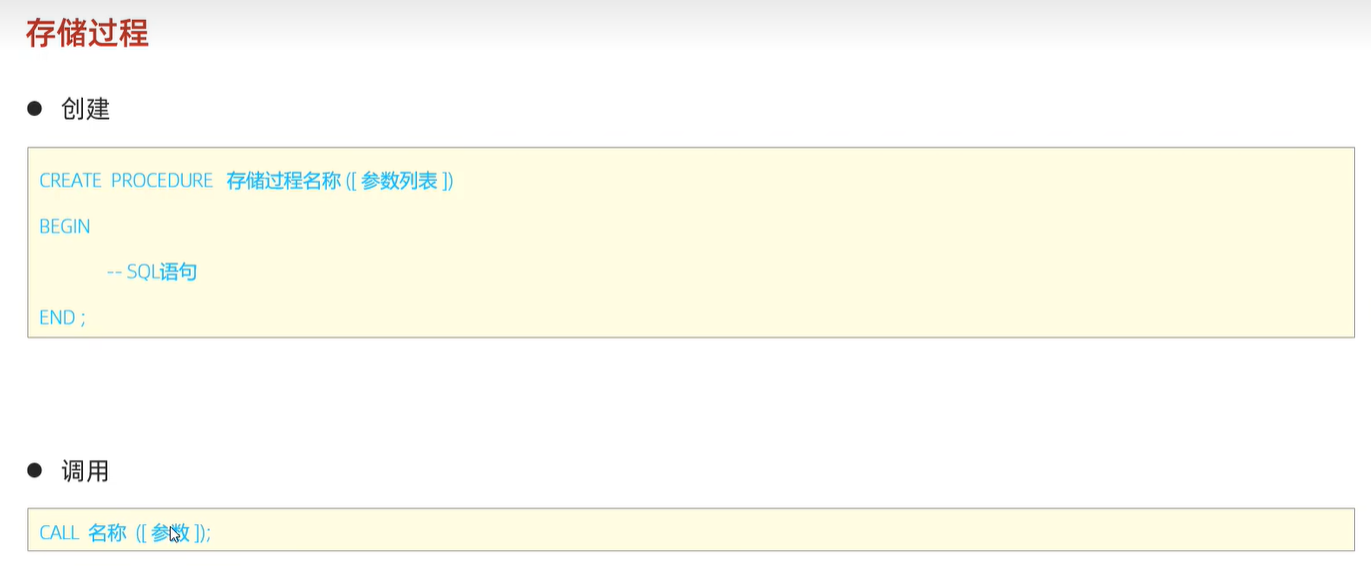 存储过程
● 创建
CREATE PROCEDURE 存储过程名称 ([ 参数列表 ])
BEGIN
-- SQL语句
END ;
● 调用
CALL 名称 ([ 参数 ]);